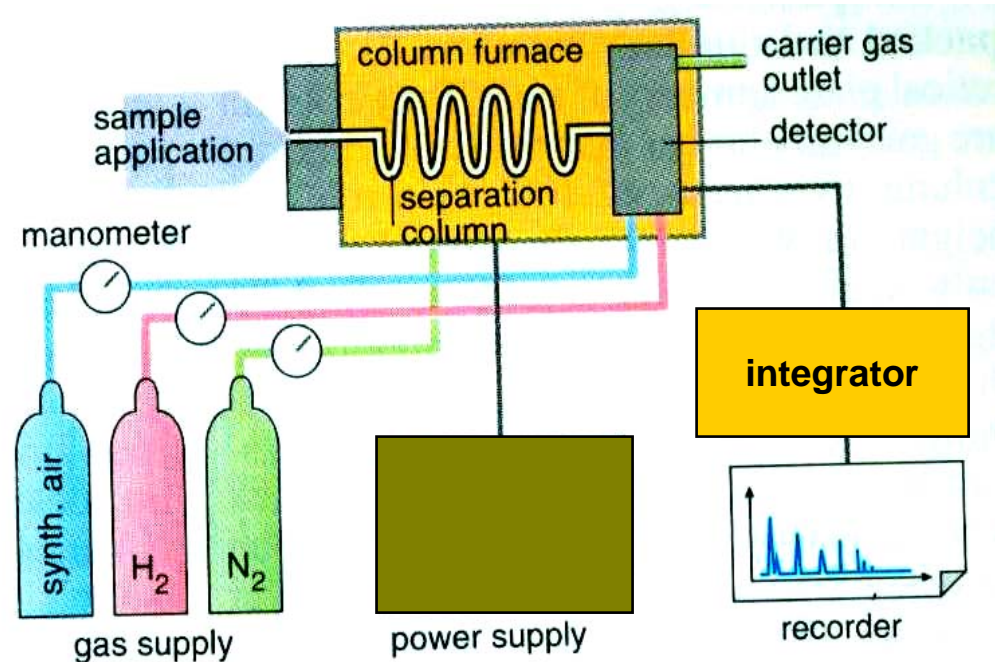 column furnace
carrier gas
outlet
sample
application
detector
separation
column
manometer
integrator
synth. air
H₂
N₂
gas supply
power supply
recorder